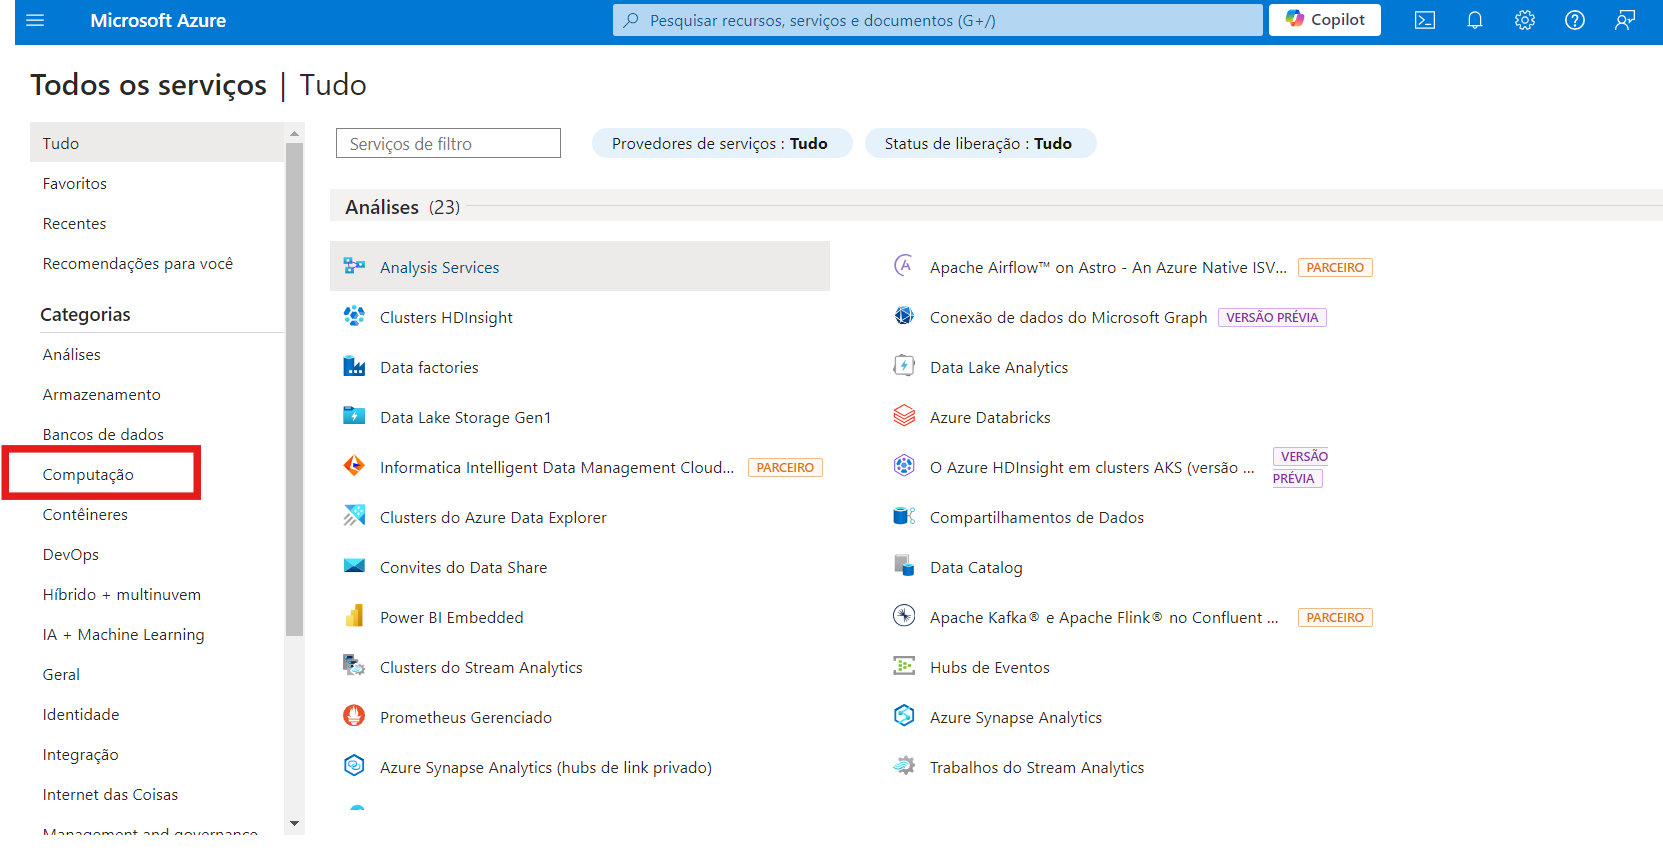 Microsoft Azure
Pesquisar recursos, serviços e documentos (G+/)
Copilot
Todos os serviços | Tudo
Tudo
Favoritos
Recentes
Recomendações para você
Categorias
Análises
Armazenamento
Bancos de dados
Computação
Contêineres
DevOps
Híbrido + multinuvem
IA + Machine Learning
Geral
Identidade
Integração
Internet das Coisas
Management and governance
Serviços de filtro
Provedores de serviços : Tudo
Status de liberação : Tudo
Análises (23)
Analysis Services
Apache Airflow™ on Astro - An Azure Native ISV... PARCEIRO
Clusters HDInsight
Conexão de dados do Microsoft Graph VERSÃO PRÉVIA
Data factories
Data Lake Analytics
Data Lake Storage Gen1
Azure Databricks
Informatica Intelligent Data Management Cloud... PARCEIRO
O Azure HDInsight em clusters AKS (versão ... VERSÃO
PRÉVIA
Clusters do Azure Data Explorer
Compartilhamentos de Dados
Convites do Data Share
Data Catalog
Power BI Embedded
Apache Kafka® e Apache Flink® no Confluent ... PARCEIRO
Clusters do Stream Analytics
Hubs de Eventos
Prometheus Gerenciado
Azure Synapse Analytics
Azure Synapse Analytics (hubs de link privado)
Trabalhos do Stream Analytics